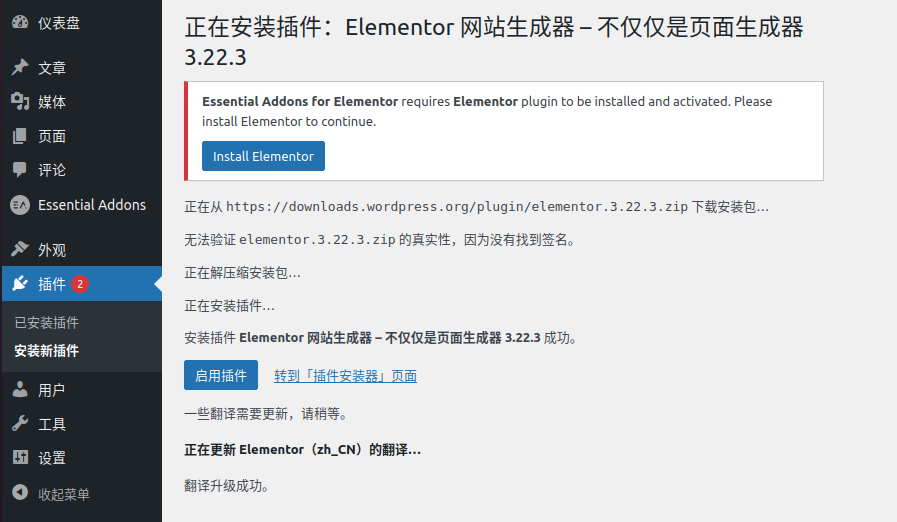 仪表盘
文章
媒体
页面
评论
Essential Addons
外观
插件 2
已安装插件
安装新插件
用户
工具
设置
收起菜单
正在安装插件：Elementor 网站生成器 – 不仅仅是页面生成器
3.22.3
Essential Addons for Elementor requires Elementor plugin to be installed and activated. Please
install Elementor to continue.
Install Elementor
正在从 https://downloads.wordpress.org/plugin/elementor.3.22.3.zip 下载安装包…
无法验证 elementor.3.22.3.zip 的真实性，因为没有找到签名。
正在解压缩安装包…
正在安装插件…
安装插件 Elementor 网站生成器 – 不仅仅是页面生成器 3.22.3 成功。
启用插件 转到「插件安装器」页面
一些翻译需要更新，请稍等。
正在更新 Elementor（zh_CN）的翻译…
翻译升级成功。